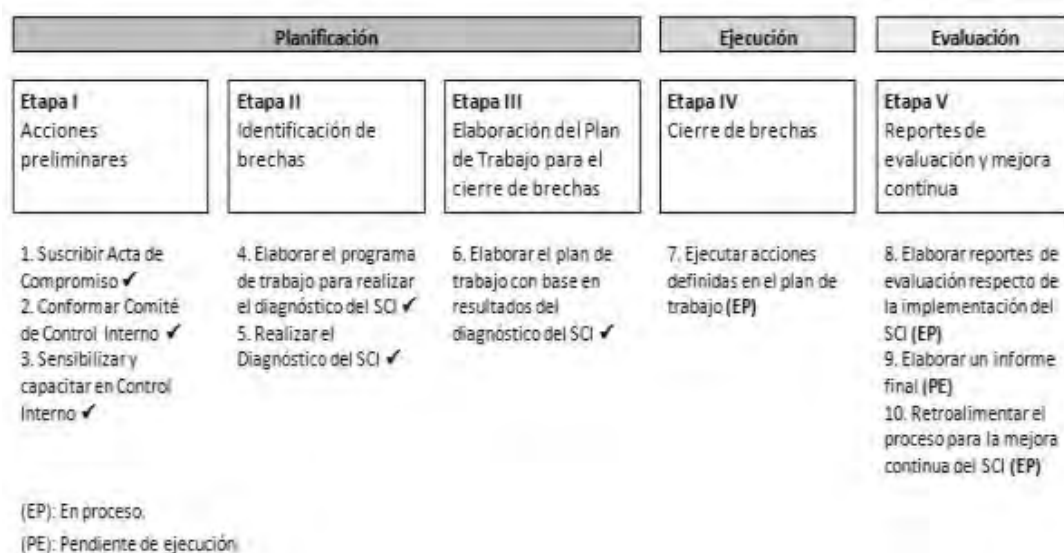 Planificación
Ejecución
Evaluación
Etapa I
Acciones
preliminares
Etapa II
Identificación de
brechas
Etapa III
Elaboración del Plan
de Trabajo para el
cierre de brechas
Etapa IV
Cierre de brechas
Etapa V
Reportes de
evaluación y mejora
contínua
1. Suscribir Acta de
Compromiso ✔
2. Conformar Comité
de Control Interno ✔
3. Sensibilizar y
capacitar en Control
Interno ✔
4. Elaborar el programa
de trabajo para realizar
el diagnóstico del SCI ✔
5. Realizar el
Diagnóstico del SCI ✔
6. Elaborar el plan de
trabajo con base en
resultados del
diagnóstico del SCI ✔
7. Ejecutar acciones
definidas en el plan de
trabajo (EP)
8. Elaborar reportes de
evaluación respecto de
la implementación del
SCI (EP)
9. Elaborar un informe
final (PE)
10. Retroalimentar el
proceso para la mejora
continua del SCI (EP)
(EP): En proceso.
(PE): Pendiente de ejecución